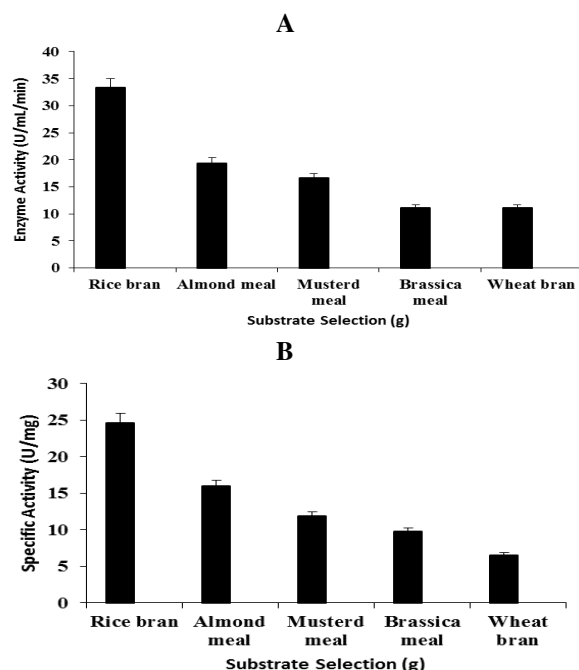 A
Enzyme Activity (U/mL/min)
40
35
30
25
20
15
10
5
0
Rice bran Almond meal Musterd meal Brassica meal Wheat bran
Substrate Selection (g)
B
Specific Activity (U/mg)
30
25
20
15
10
5
0
Rice bran Almond meal Musterd meal Brassica meal Wheat bran
Substrate Selection (g)